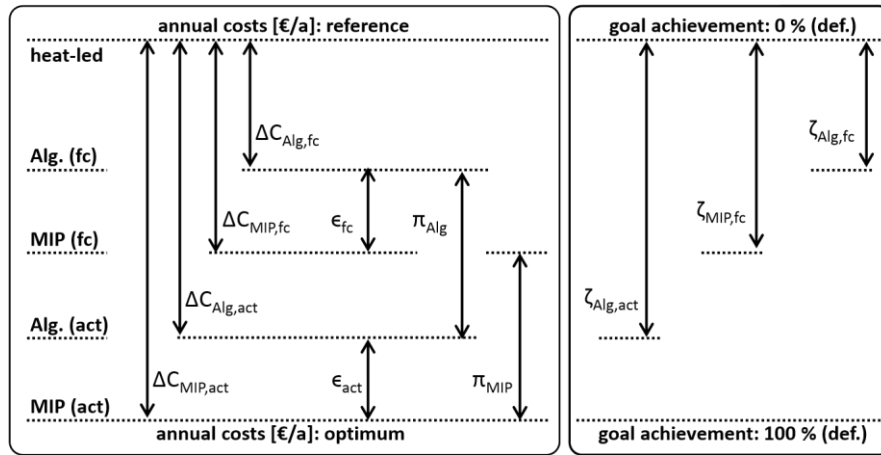 annual costs [€/a]: reference
heat-led
ΔC_Alg,fc
Alg. (fc)
ΔC_MIP,fc
ϵ_fc
π_Alg
MIP (fc)
ΔC_Alg,act
Alg. (act)
ΔC_MIP,act
ϵ_act
π_MIP
MIP (act)
annual costs [€/a]: optimum
goal achievement: 0 % (def.)
ζ_Alg,fc
ζ_MIP,fc
ζ_Alg,act
goal achievement: 100 % (def.)